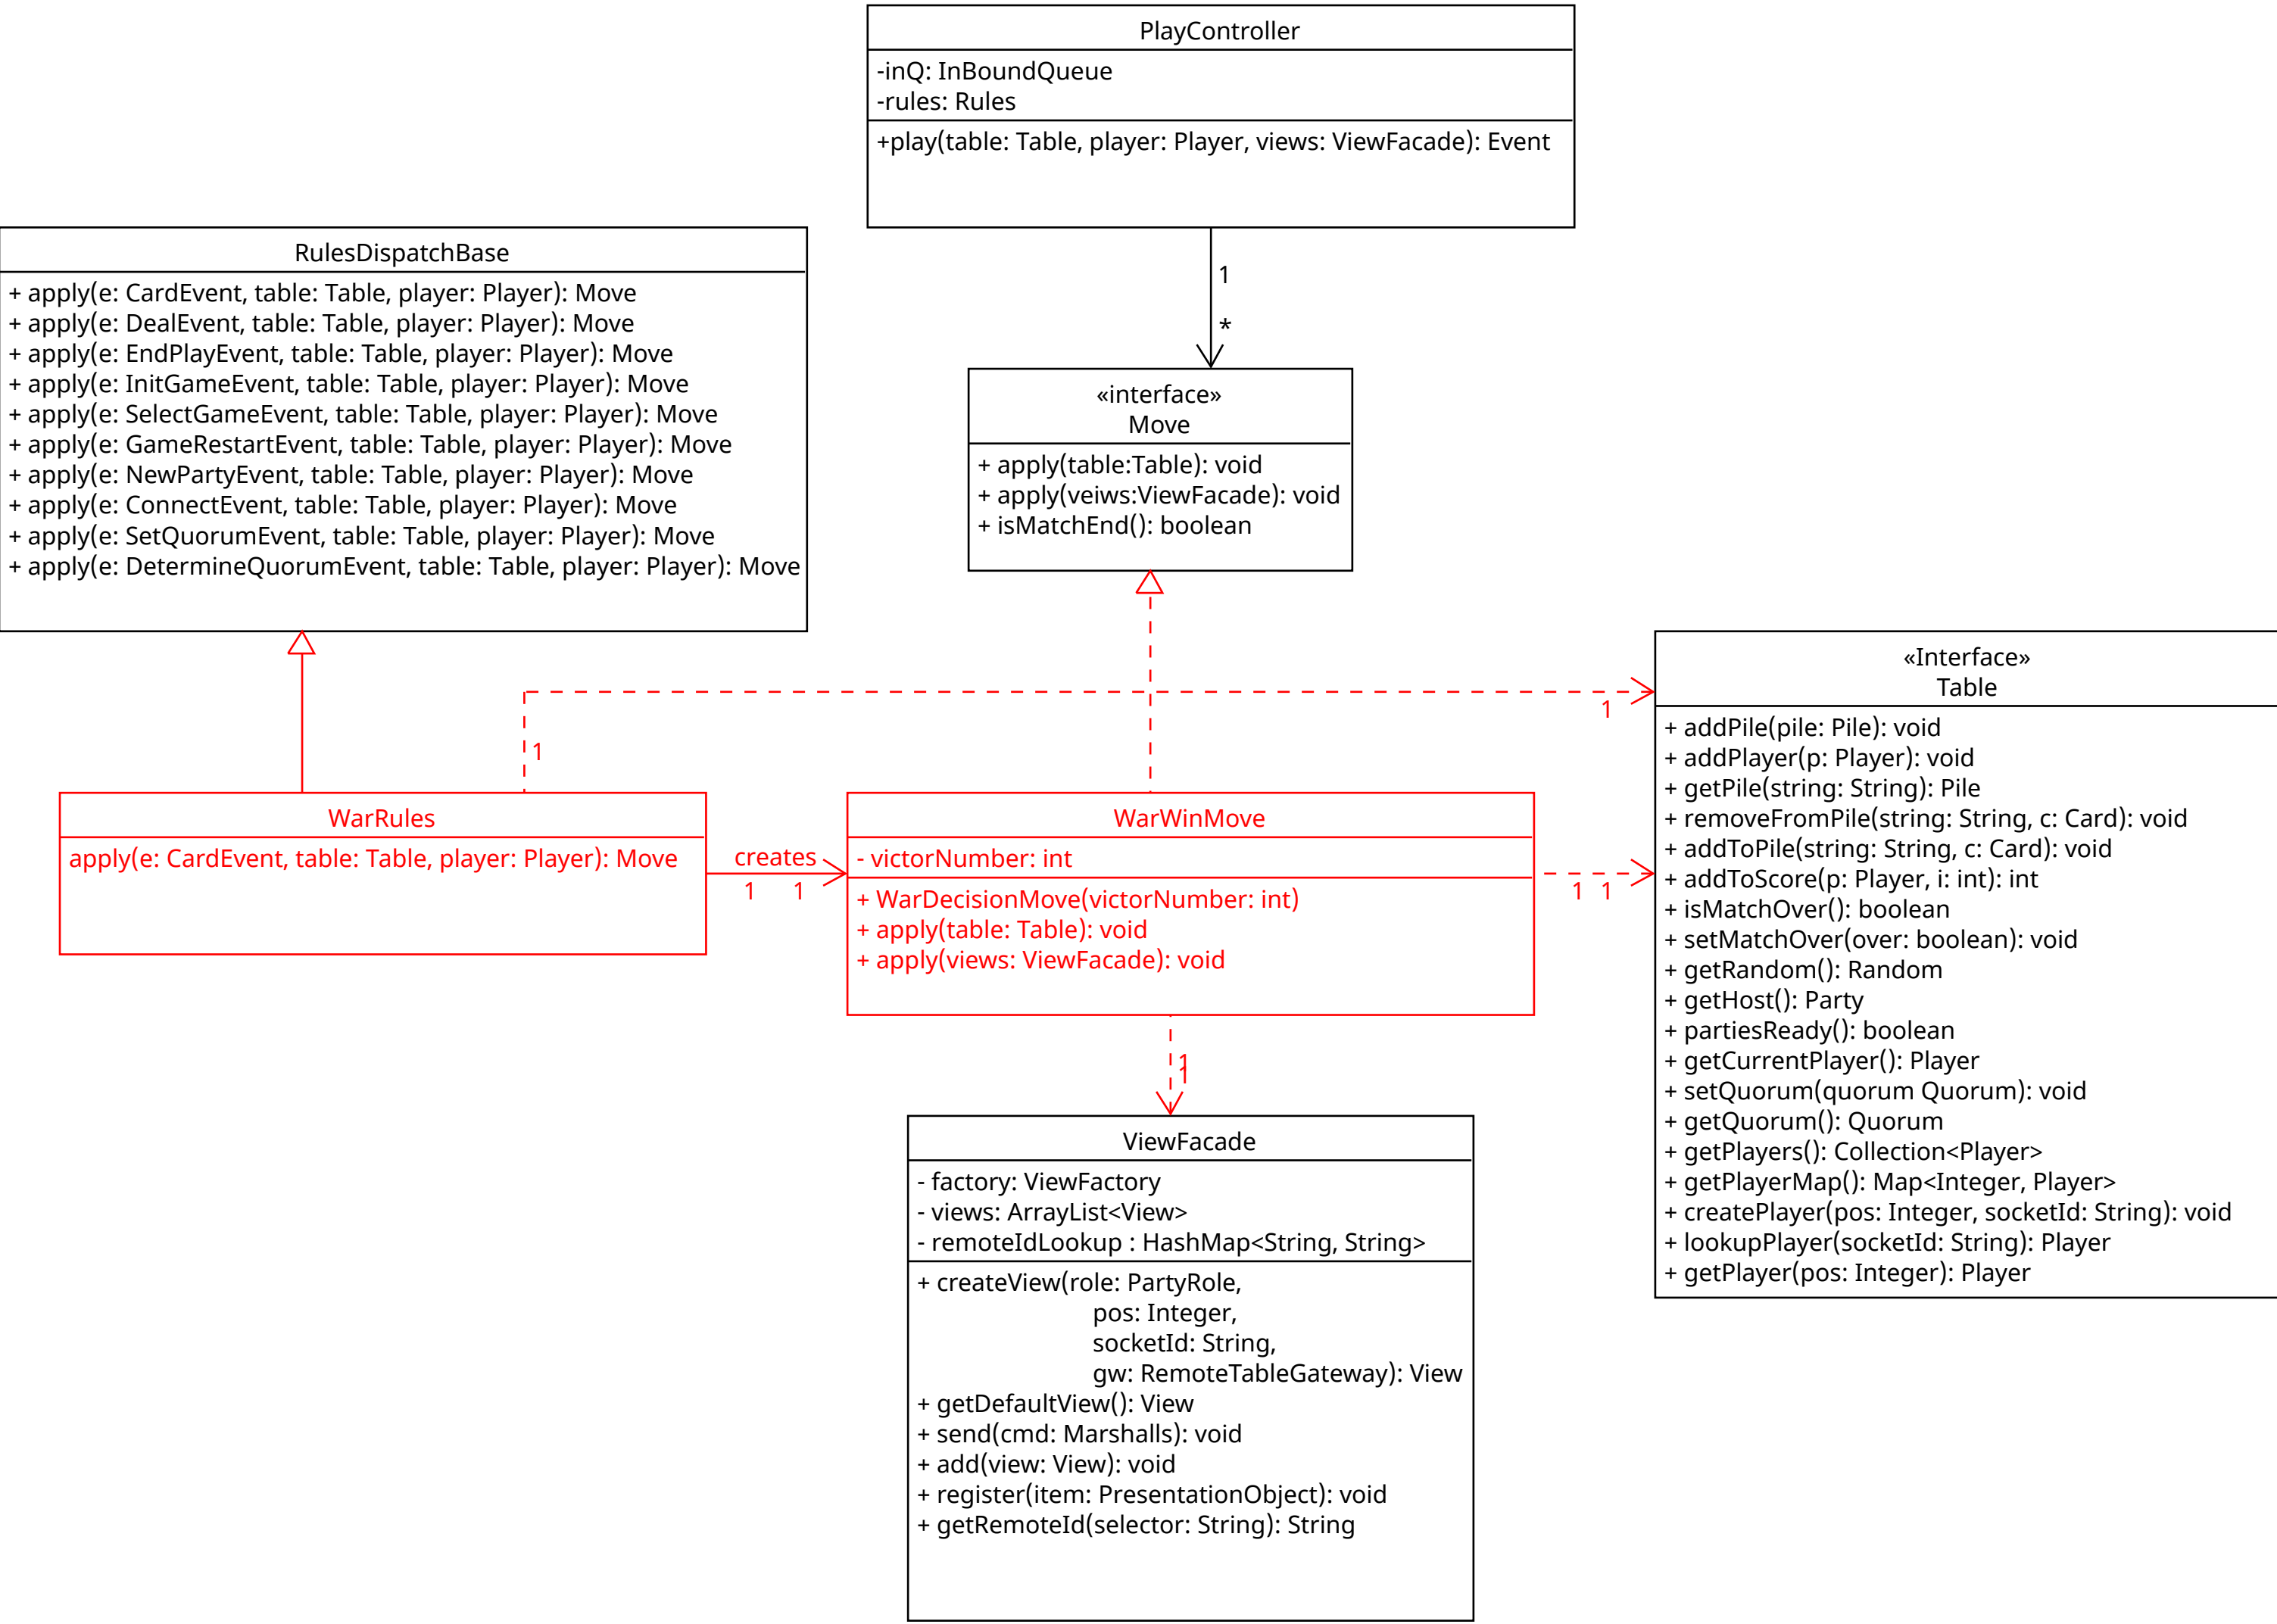 PlayController
-inQ: InBoundQueue
-rules: Rules
+play(table: Table, player: Player, views: ViewFacade): Event
RulesDispatchBase
+ apply(e: CardEvent, table: Table, player: Player): Move
+ apply(e: DealEvent, table: Table, player: Player): Move
+ apply(e: EndPlayEvent, table: Table, player: Player): Move
+ apply(e: InitGameEvent, table: Table, player: Player): Move
+ apply(e: SelectGameEvent, table: Table, player: Player): Move
+ apply(e: GameRestartEvent, table: Table, player: Player): Move
+ apply(e: NewPartyEvent, table: Table, player: Player): Move
+ apply(e: ConnectEvent, table: Table, player: Player): Move
+ apply(e: SetQuorumEvent, table: Table, player: Player): Move
+ apply(e: DetermineQuorumEvent, table: Table, player: Player): Move
1
*
«interface»
Move
+ apply(table:Table): void
+ apply(veiws:ViewFacade): void
+ isMatchEnd(): boolean
1
1
WarRules
apply(e: CardEvent, table: Table, player: Player): Move
creates
1 1
WarWinMove
- victorNumber: int
+ WarDecisionMove(victorNumber: int)
+ apply(table: Table): void
+ apply(views: ViewFacade): void
1 1
1
1
«Interface»
Table
+ addPile(pile: Pile): void
+ addPlayer(p: Player): void
+ getPile(string: String): Pile
+ removeFromPile(string: String, c: Card): void
+ addToPile(string: String, c: Card): void
+ addToScore(p: Player, i: int): int
+ isMatchOver(): boolean
+ setMatchOver(over: boolean): void
+ getRandom(): Random
+ getHost(): Party
+ partiesReady(): boolean
+ getCurrentPlayer(): Player
+ setQuorum(quorum Quorum): void
+ getQuorum(): Quorum
+ getPlayers(): Collection<Player>
+ getPlayerMap(): Map<Integer, Player>
+ createPlayer(pos: Integer, socketId: String): void
+ lookupPlayer(socketId: String): Player
+ getPlayer(pos: Integer): Player
ViewFacade
- factory: ViewFactory
- views: ArrayList<View>
- remoteIdLookup : HashMap<String, String>
+ createView(role: PartyRole,
pos: Integer,
socketId: String,
gw: RemoteTableGateway): View
+ getDefaultView(): View
+ send(cmd: Marshalls): void
+ add(view: View): void
+ register(item: PresentationObject): void
+ getRemoteId(selector: String): String